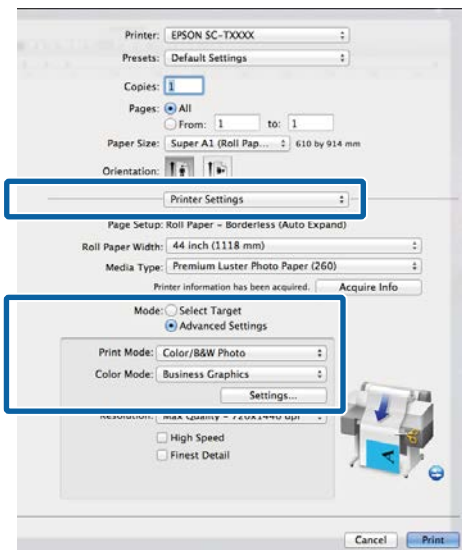 Printer: EPSON SC-TXXXX
Presets: Default Settings
Copies: 1
Pages: All
From: 1 to: 1
Paper Size: Super A1 (Roll Pap... 610 by 914 mm
Orientation:
Printer Settings
Page Setup: Roll Paper - Borderless (Auto Expand)
Roll Paper Width: 44 inch (1118 mm)
Media Type: Premium Luster Photo Paper (260)
Printer information has been acquired. Acquire Info
Mode: Select Target
Advanced Settings
Print Mode: Color/B&W Photo
Color Mode: Business Graphics
Settings...
Resolution: Max Quality - 720x1440 dpi
High Speed
Finest Detail
A
Cancel Print